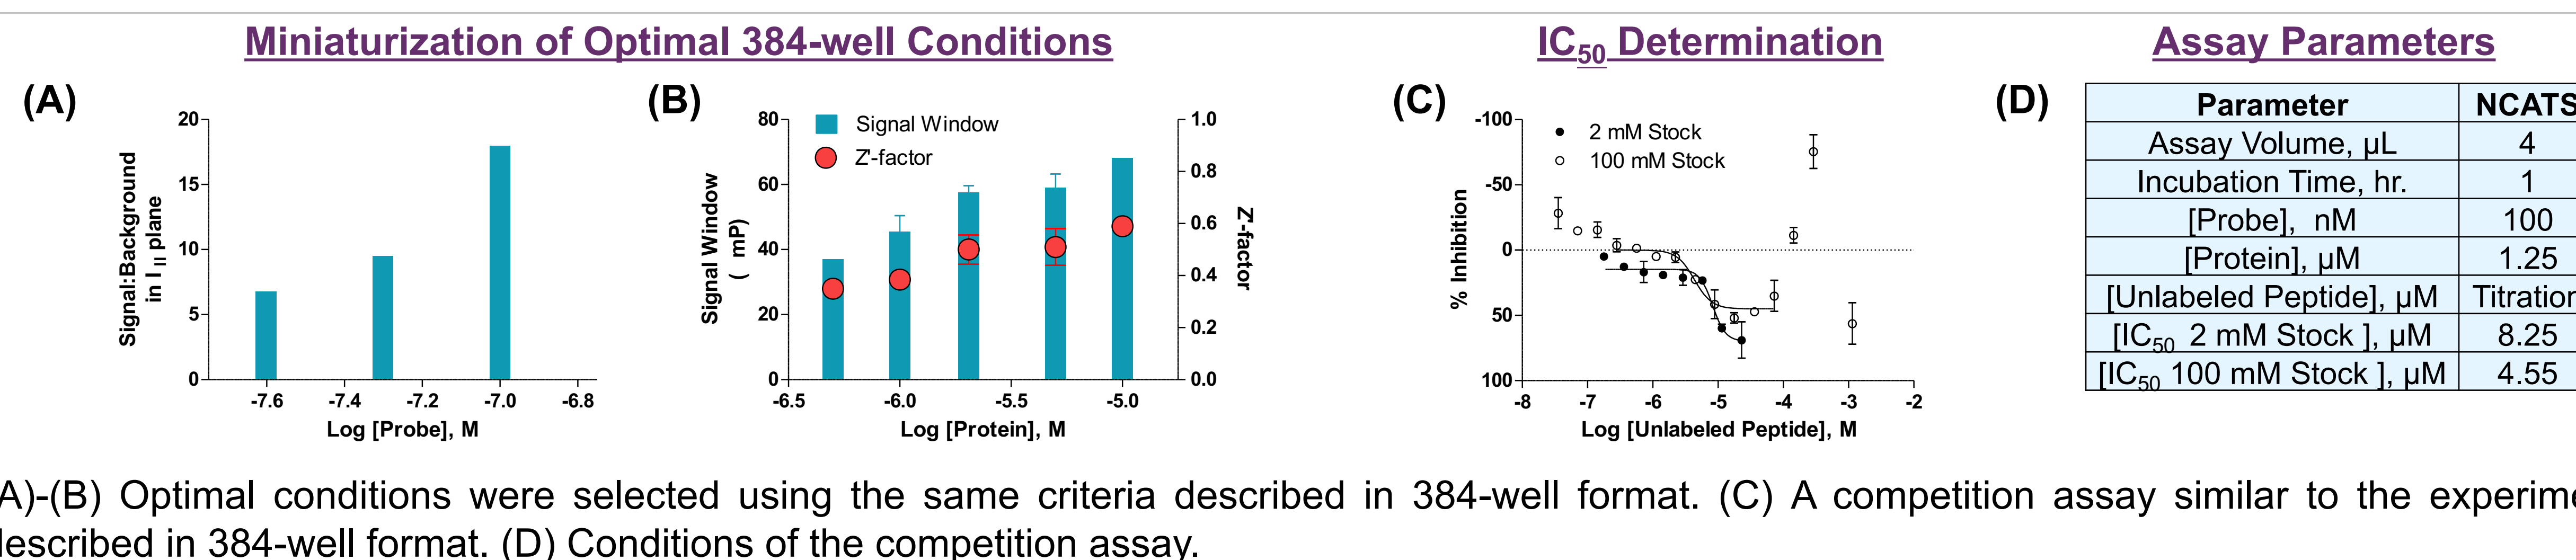 Miniaturization of Optimal 384-well Conditions
IC50 Determination
Assay Parameters
(A)
20
15
10
5
0
Signal:Background
in I II plane
-7.6
-7.4
-7.2
-7.0
-6.8
Log [Probe], M
(B)
Signal Window
Z'-factor
80
60
40
20
0
Signal Window
( mP)
1.0
0.8
0.6
0.4
0.2
0.0
Z'-factor
-6.5
-6.0
-5.5
-5.0
Log [Protein], M
(C)
2 mM Stock
100 mM Stock
-100
-50
0
50
100
% Inhibition
-8
-7
-6
-5
-4
-3
-2
Log [Unlabeled Peptide], M
(D)
Parameter NCATS
Assay Volume, µL 4
Incubation Time, hr. 1
[Probe], nM 100
[Protein], µM 1.25
[Unlabeled Peptide], µM Titration
[IC50 2 mM Stock ], µM 8.25
[IC50 100 mM Stock ], µM 4.55
A)-(B) Optimal conditions were selected using the same criteria described in 384-well format. (C) A competition assay similar to the experime
described in 384-well format. (D) Conditions of the competition assay.